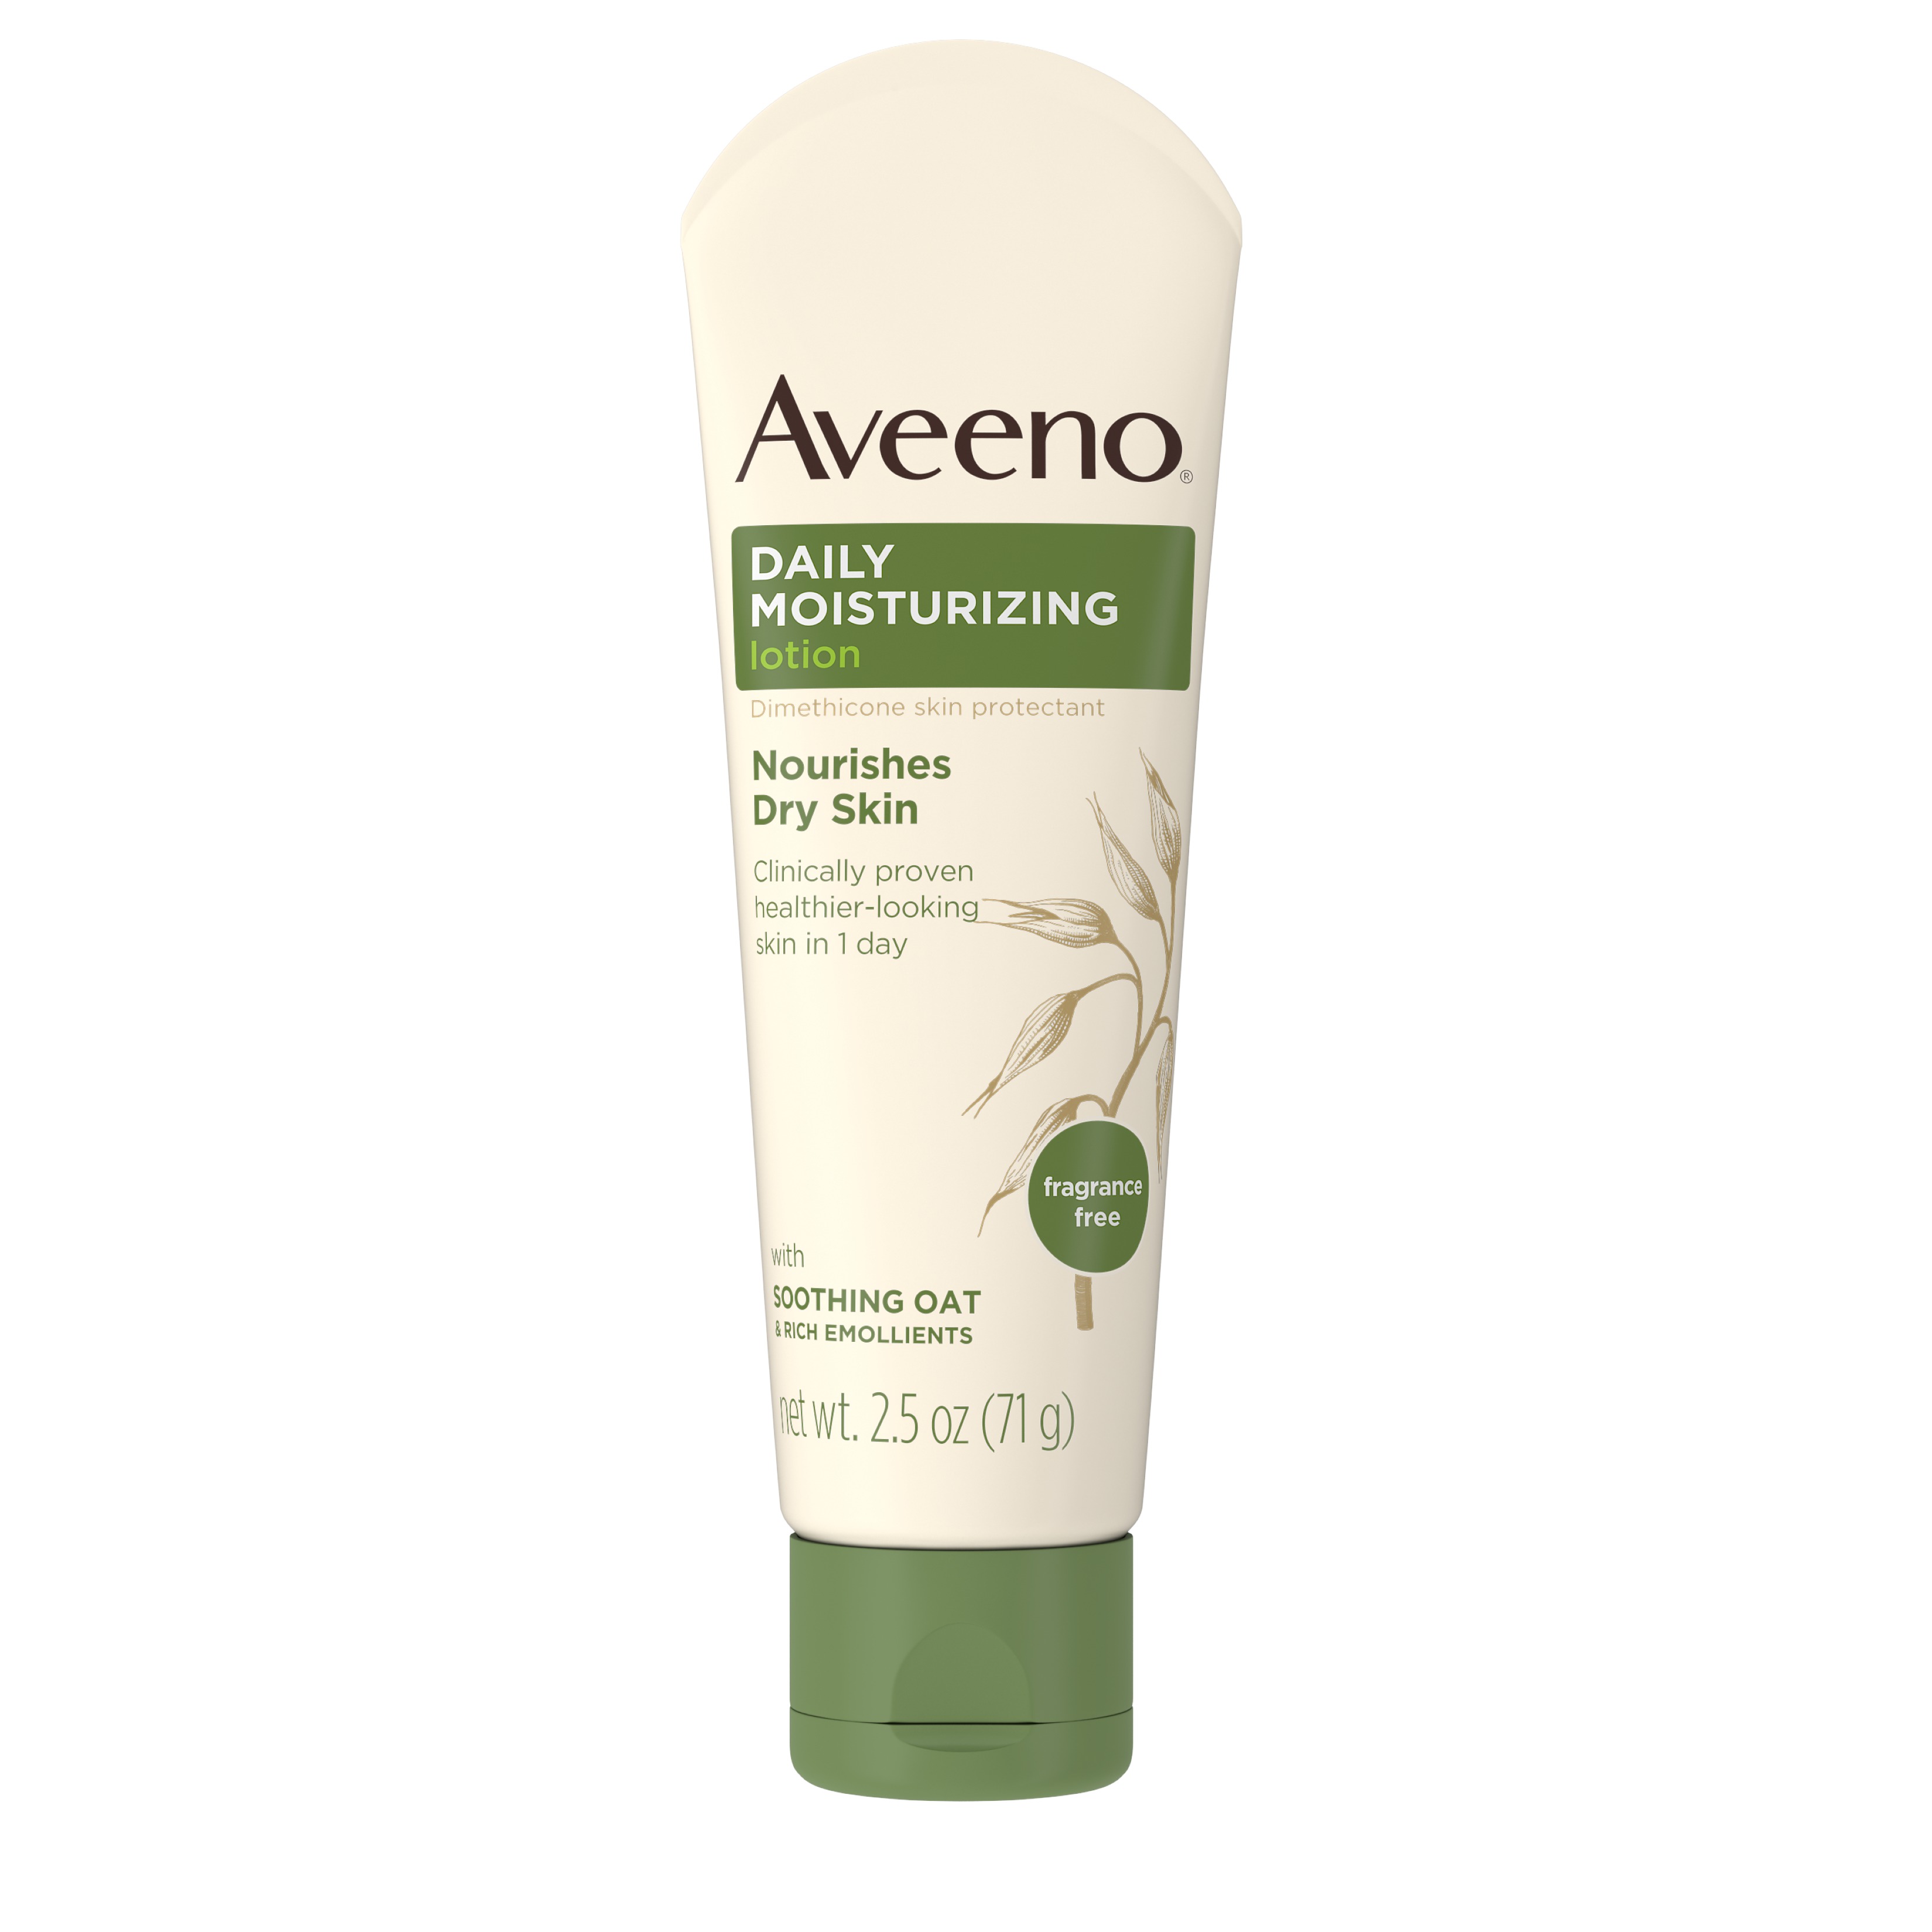 Aveeno®
DAILY
MOISTURIZING
lotion
Dimethicone skin protectant
Nourishes
Dry Skin
Clinically proven
healthier-looking
skin in 1 day
fragrance
free
with
SOOTHING OAT
& RICH EMOLLIENTS
net wt. 2.5 oz (71 g)